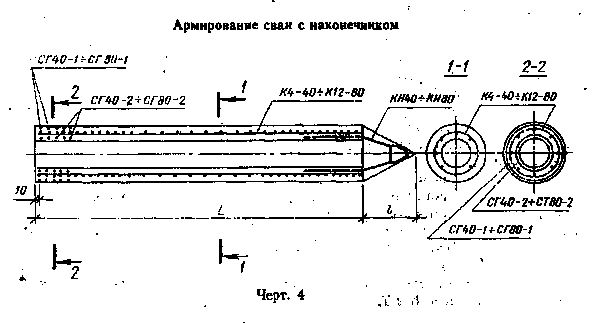 Армирование сваи с наконечником
СГ40-1÷СГ80-1
2
1
1-1
2-2
СГ40-2÷СГ80-2
К4-40÷К12-80
КН40÷КН80
К4-40÷К12-80
10
L
l
СГ40-2÷СГ80-2
СГ40-1÷СГ80-1
2
1
Черт. 4